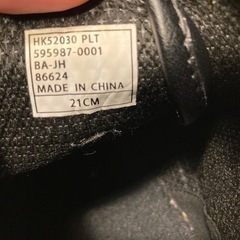 HK52030 PLT
595987-0001
BA-JH
86624
MADE IN CHINA
21CM